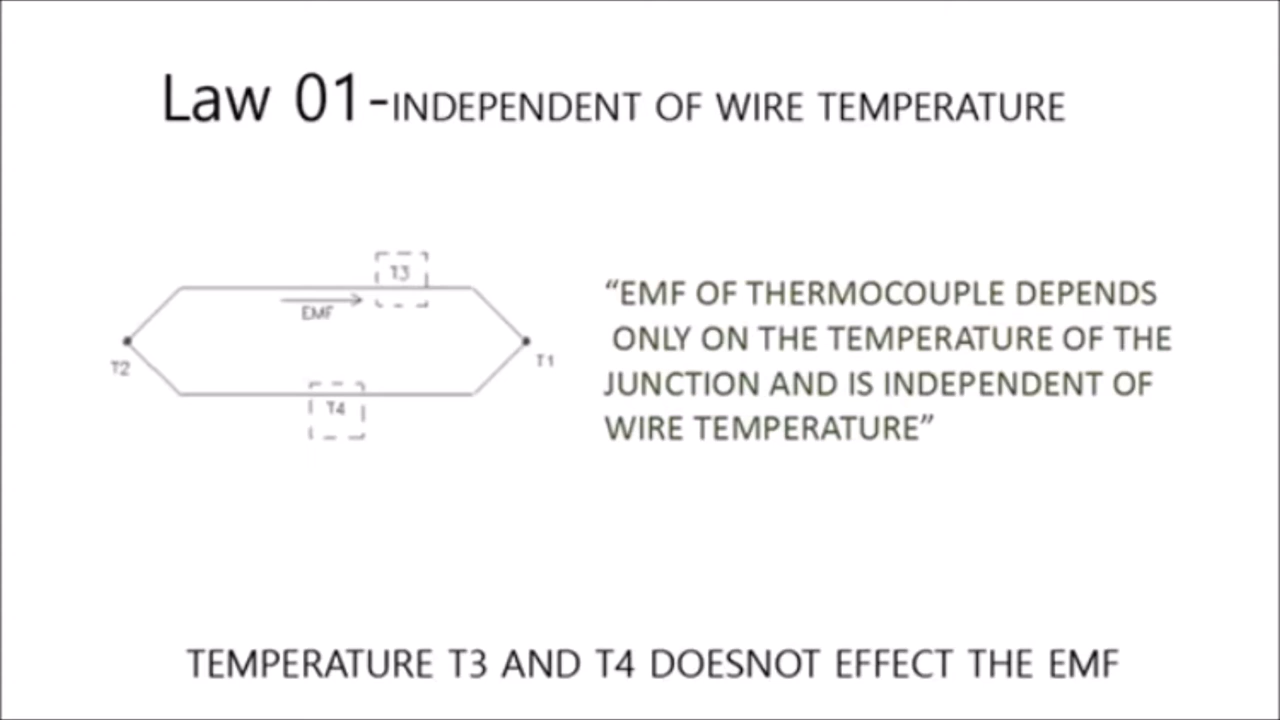 Law 01-INDEPENDENT OF WIRE TEMPERATURE
T3
EMF
T2
T1
T4
“EMF OF THERMOCOUPLE DEPENDS
ONLY ON THE TEMPERATURE OF THE
JUNCTION AND IS INDEPENDENT OF
WIRE TEMPERATURE”
TEMPERATURE T3 AND T4 DOESNOT EFFECT THE EMF